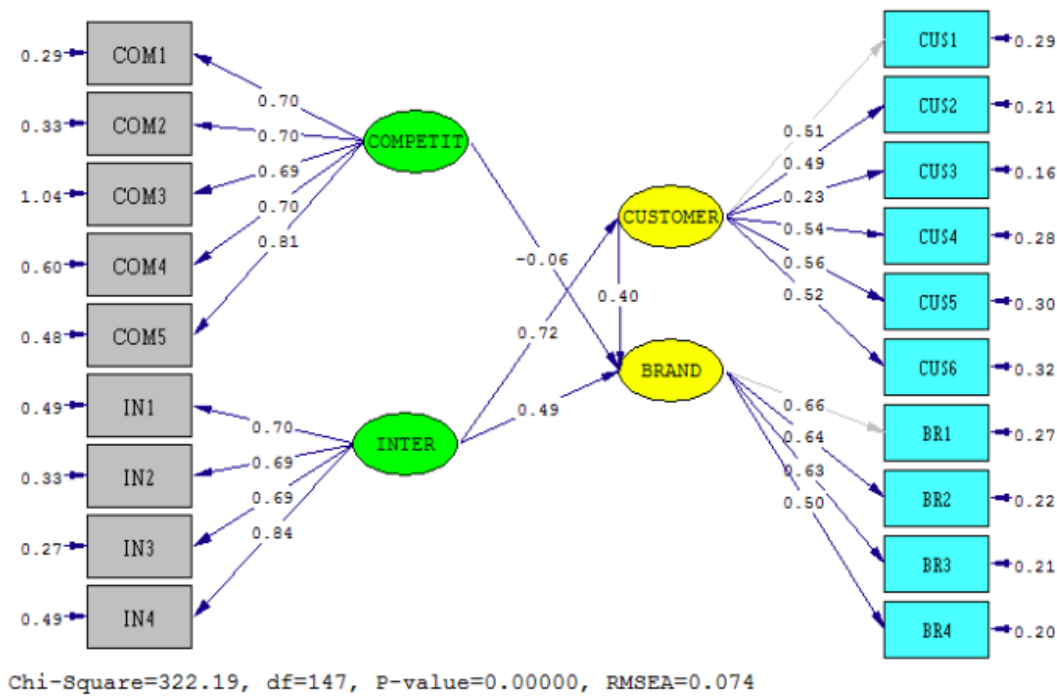 0.29 COM1
0.33 COM2
1.04 COM3
0.60 COM4
0.48 COM5
0.49 IN1
0.33 IN2
0.27 IN3
0.49 IN4
0.70
0.70
0.69
0.70
0.81
0.70
0.69
0.69
0.84
COMPETIT
INTER
-0.06
0.72
0.40
0.49
CUSTOMER
BRAND
0.51
0.49
0.23
0.54
0.56
0.52
0.66
0.64
0.63
0.50
CUS1 0.29
CUS2 0.21
CUS3 0.16
CUS4 0.28
CUS5 0.30
CUS6 0.32
BR1 0.27
BR2 0.22
BR3 0.21
BR4 0.20
Chi-Square=322.19, df=147, P-value=0.00000, RMSEA=0.074